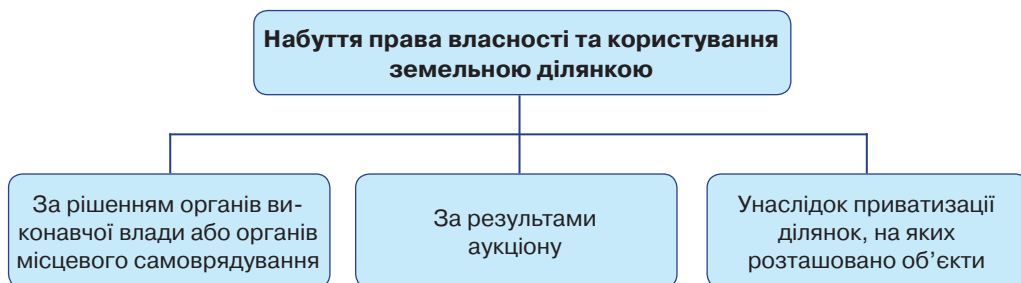 Набуття права власності та користування
земельною ділянкою
За рішенням органів ви-
конавчої влади або органів
місцевого самоврядування
За результами
аукціону
Унаслідок приватизації
ділянок, на яких
розташовано об’єкти